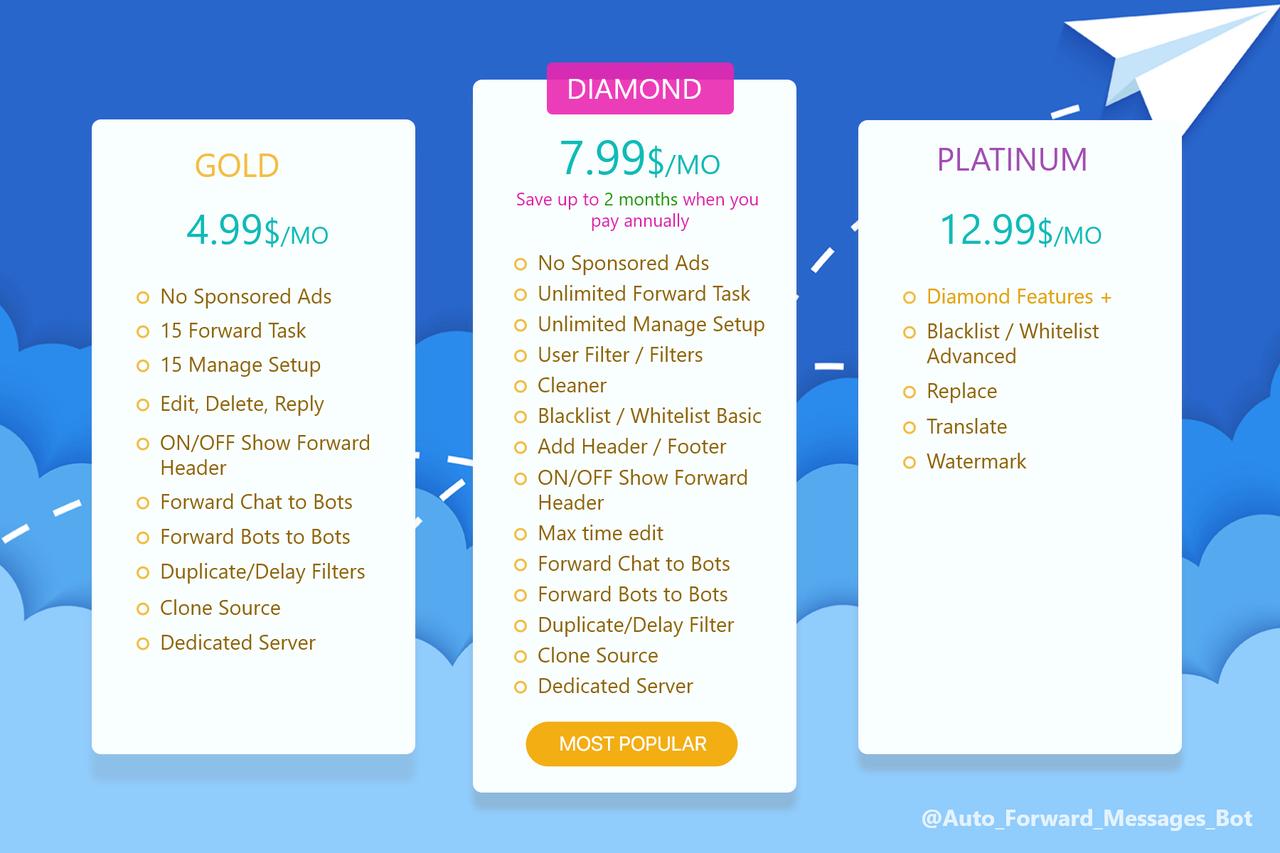 GOLD
4.99$/MO
No Sponsored Ads
15 Forward Task
15 Manage Setup
Edit, Delete, Reply
ON/OFF Show Forward
Header
Forward Chat to Bots
Forward Bots to Bots
Duplicate/Delay Filters
Clone Source
Dedicated Server
DIAMOND
7.99$/MO
Save up to 2 months when you
pay annually
No Sponsored Ads
Unlimited Forward Task
Unlimited Manage Setup
User Filter / Filters
Cleaner
Blacklist / Whitelist Basic
Add Header / Footer
ON/OFF Show Forward
Header
Max time edit
Forward Chat to Bots
Forward Bots to Bots
Duplicate/Delay Filter
Clone Source
Dedicated Server
MOST POPULAR
PLATINUM
12.99$/MO
Diamond Features +
Blacklist / Whitelist
Advanced
Replace
Translate
Watermark
@Auto_Forward_Messages_Bot